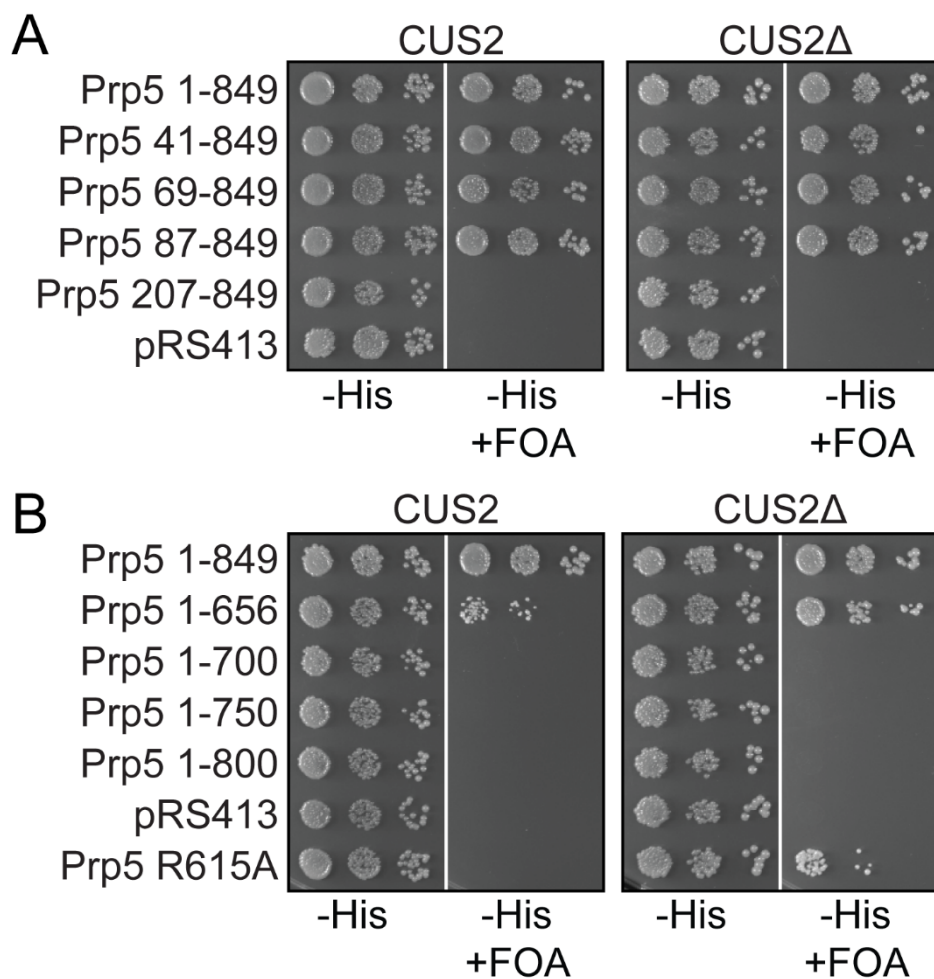 A
CUS2 CUS2Δ
Prp5 1-849
Prp5 41-849
Prp5 69-849
Prp5 87-849
Prp5 207-849
pRS413
-His -His -His -His
+FOA +FOA
B
CUS2 CUS2Δ
Prp5 1-849
Prp5 1-656
Prp5 1-700
Prp5 1-750
Prp5 1-800
pRS413
Prp5 R615A
-His -His -His -His
+FOA +FOA